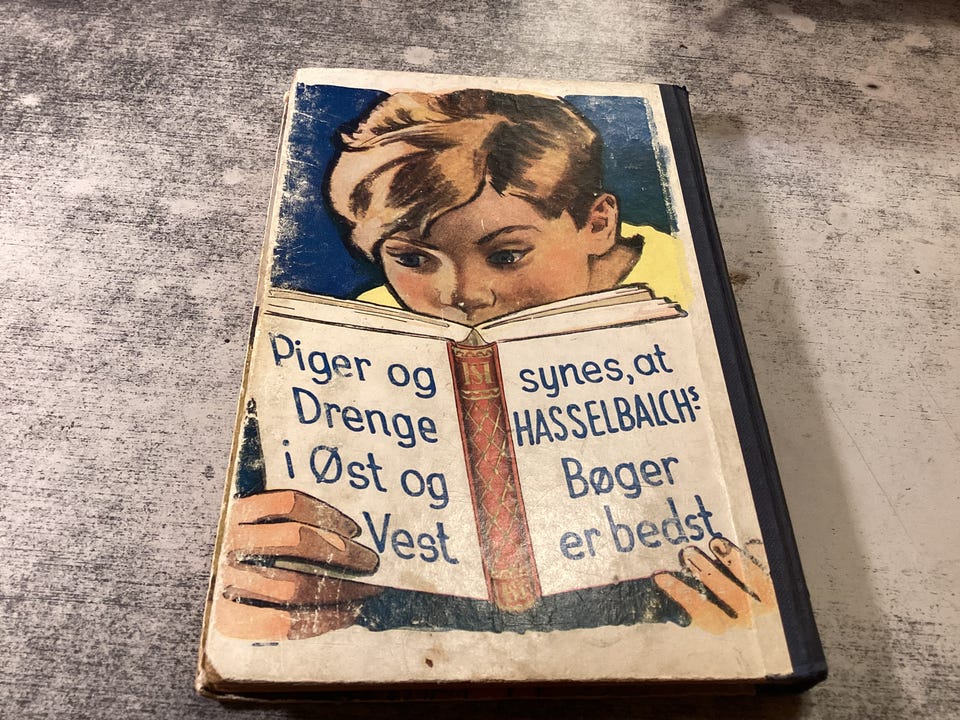 Piger og
Drenge
i Øst og
Vest
synes, at
HASSELBALCHS
Bøger
er bedst